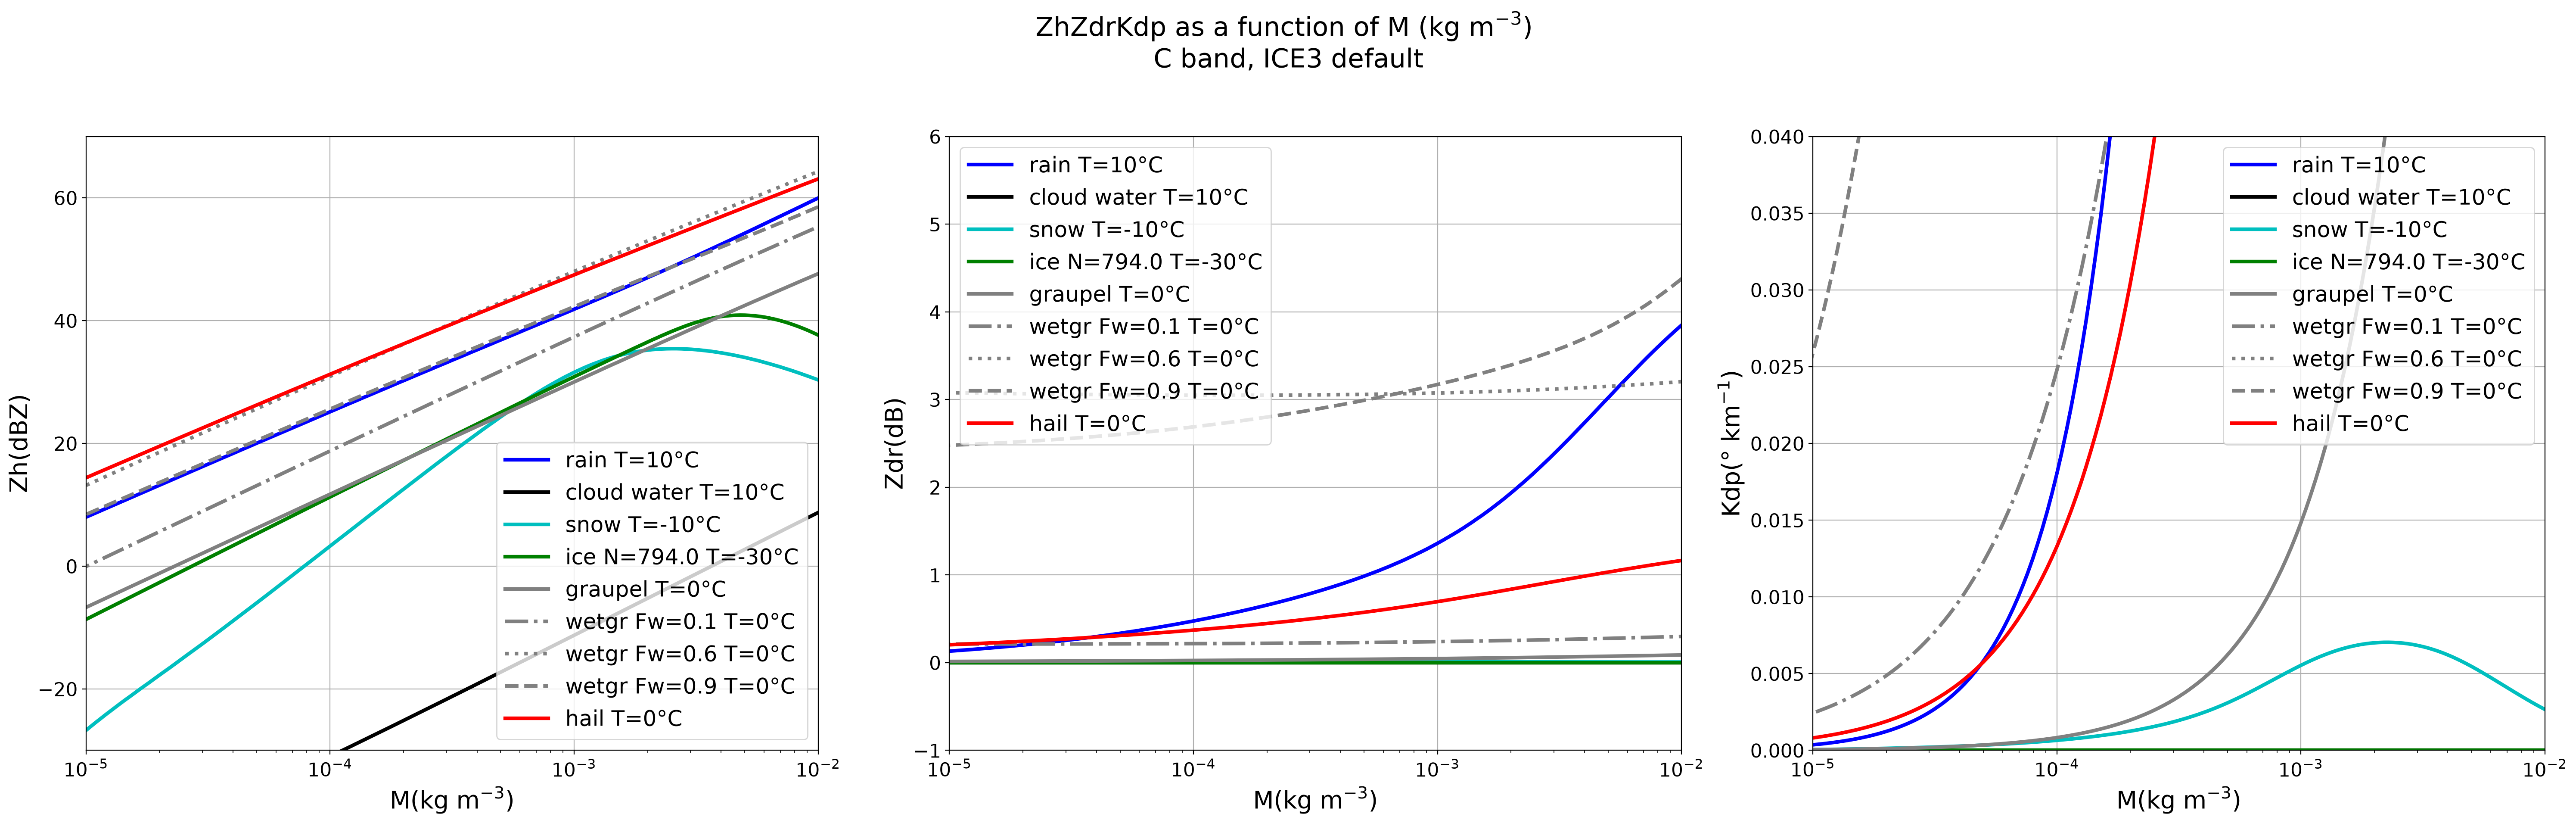 ZhZdrKdp as a function of M (kg m⁻³)
C band, ICE3 default
Zh(dBZ)
60
40
20
0
−20
10⁻⁵
10⁻⁴
10⁻³
10⁻²
M(kg m⁻³)
rain T=10°C
cloud water T=10°C
snow T=-10°C
ice N=794.0 T=-30°C
graupel T=0°C
wetgr Fw=0.1 T=0°C
wetgr Fw=0.6 T=0°C
wetgr Fw=0.9 T=0°C
hail T=0°C
Zdr(dB)
6
5
4
3
2
1
0
−1
10⁻⁵
10⁻⁴
10⁻³
10⁻²
M(kg m⁻³)
rain T=10°C
cloud water T=10°C
snow T=-10°C
ice N=794.0 T=-30°C
graupel T=0°C
wetgr Fw=0.1 T=0°C
wetgr Fw=0.6 T=0°C
wetgr Fw=0.9 T=0°C
hail T=0°C
Kdp(° km⁻¹)
0.040
0.035
0.030
0.025
0.020
0.015
0.010
0.005
0.000
10⁻⁵
10⁻⁴
10⁻³
10⁻²
M(kg m⁻³)
rain T=10°C
cloud water T=10°C
snow T=-10°C
ice N=794.0 T=-30°C
graupel T=0°C
wetgr Fw=0.1 T=0°C
wetgr Fw=0.6 T=0°C
wetgr Fw=0.9 T=0°C
hail T=0°C